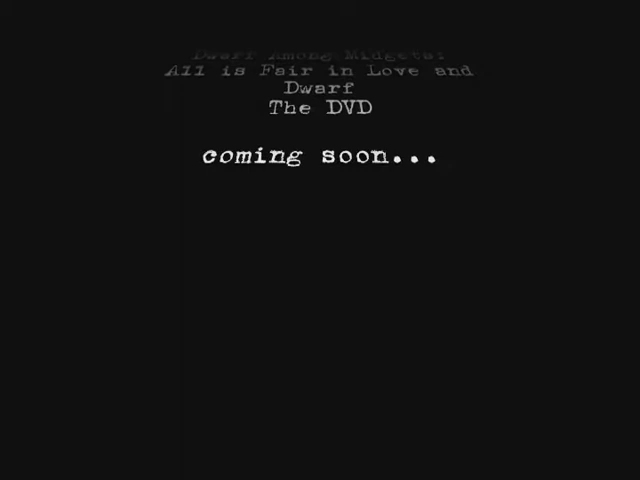 Dwarf Among Midgets:
All is Fair in Love and
Dwarf
The DVD
coming soon...